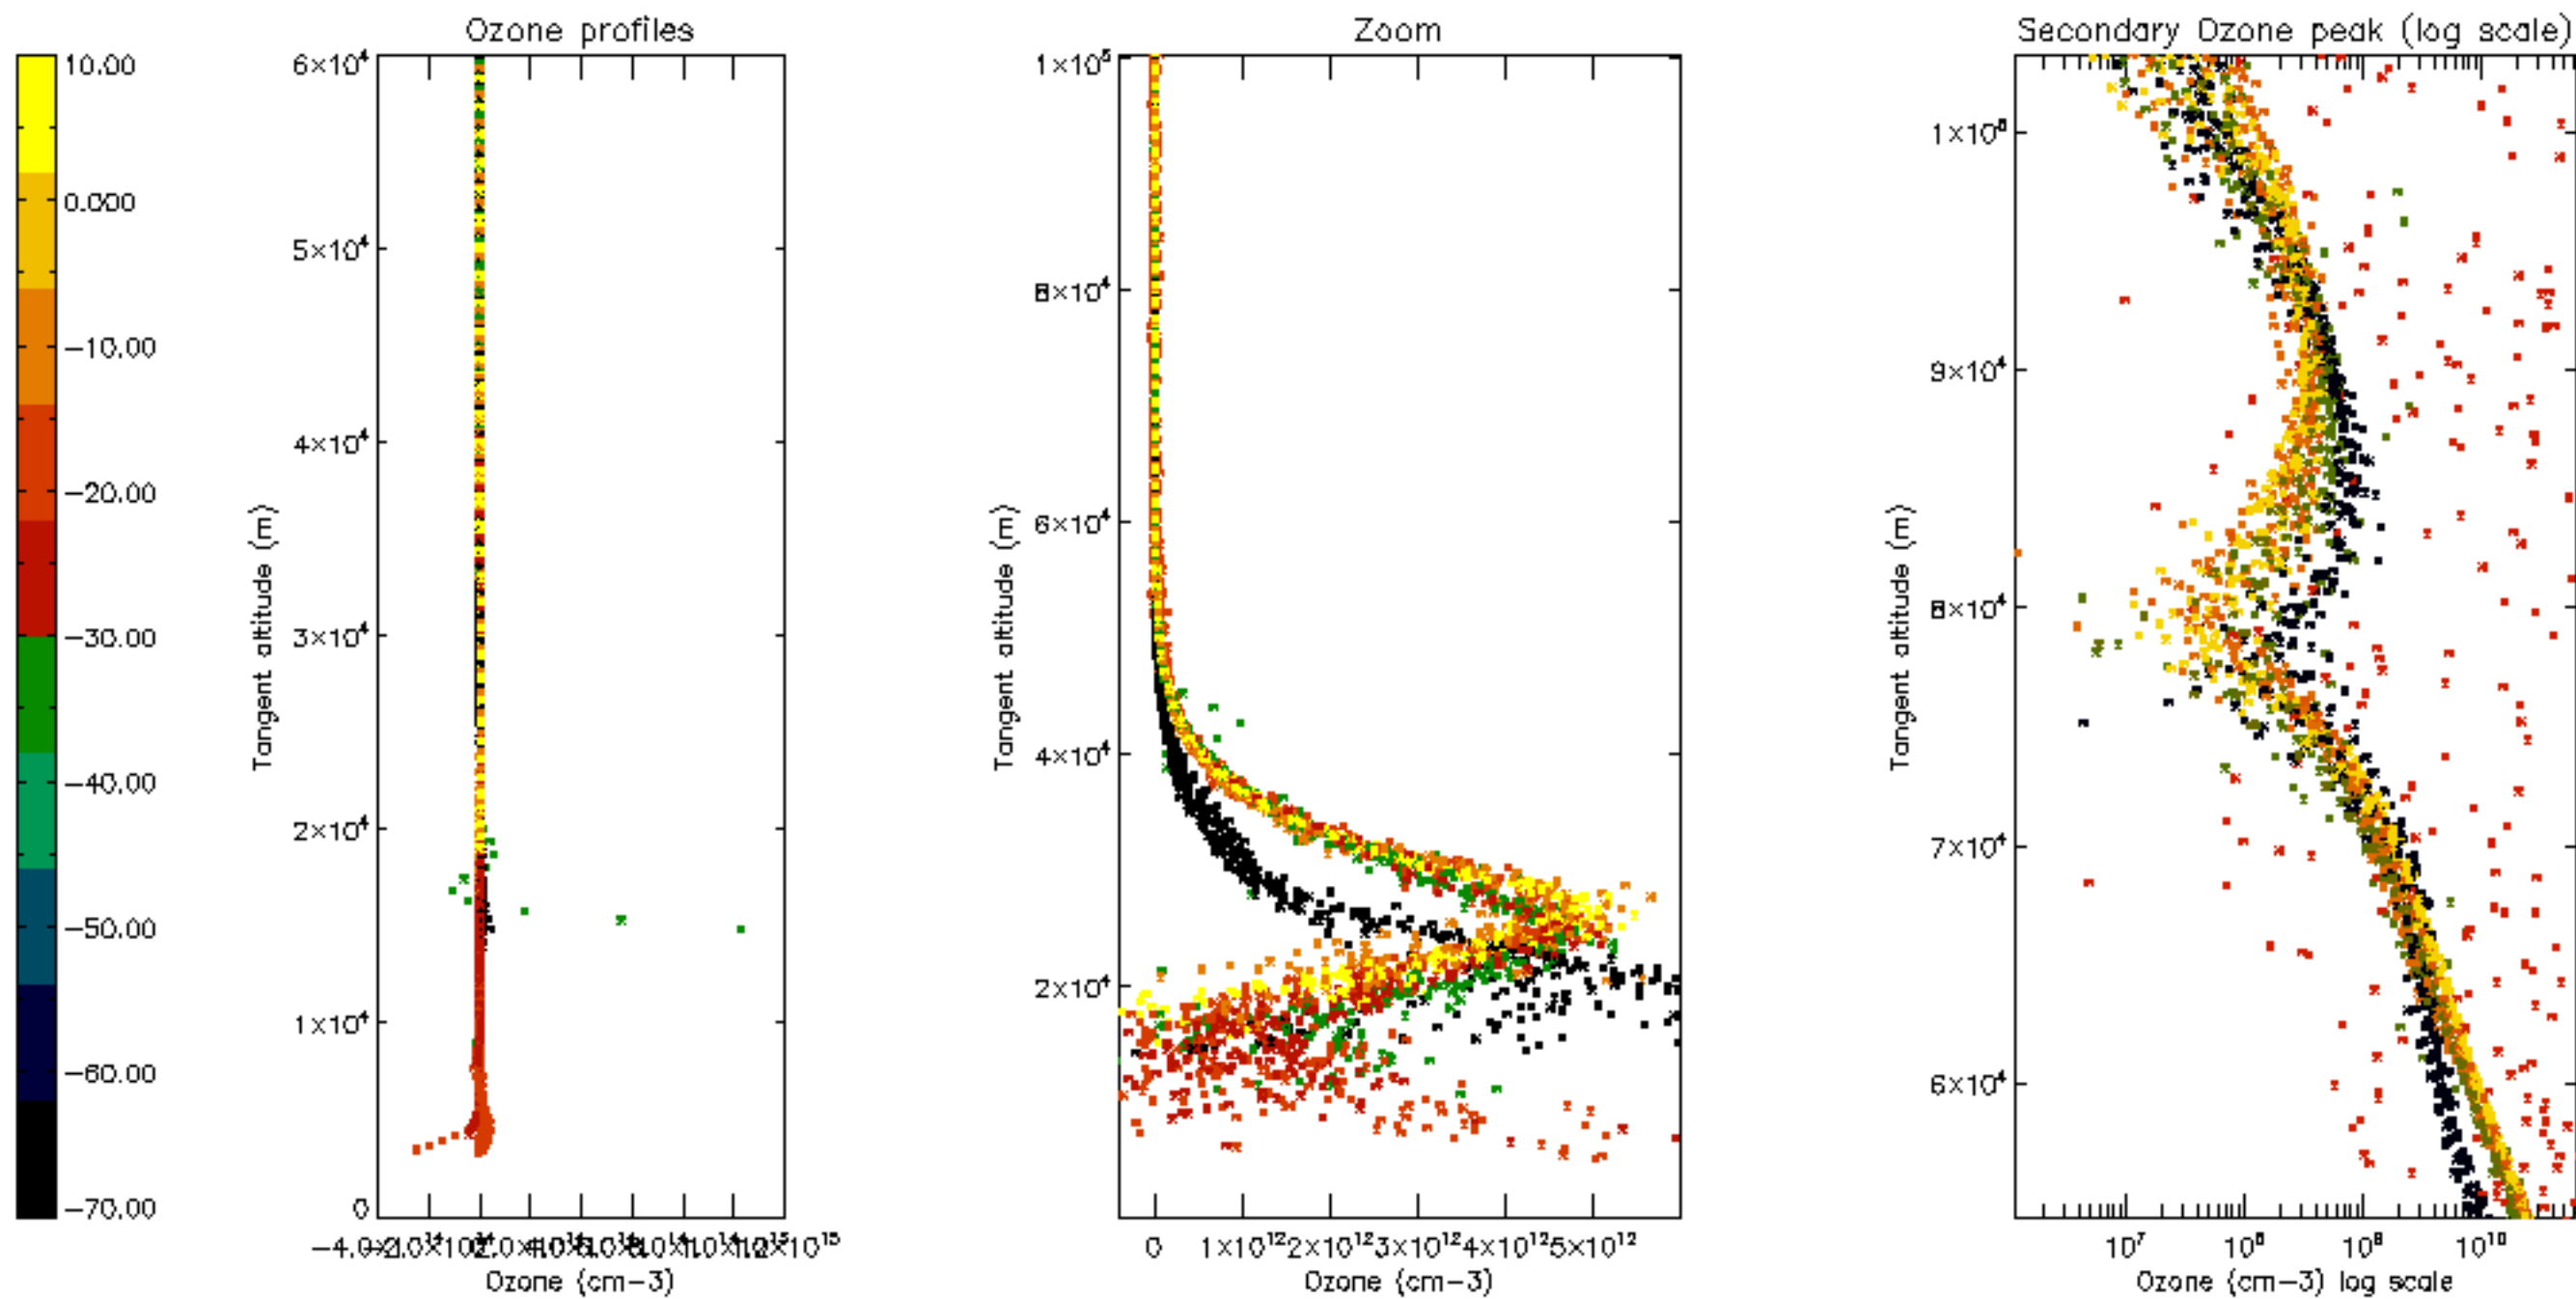 Ozone profiles
Zoom
Secondary Ozone peak (log scale)
10.00
0.000
−10.00
−20.00
−30.00
−40.00
−50.00
−60.00
−70.00
6×10⁴
5×10⁴
4×10⁴
3×10⁴
2×10⁴
1×10⁴
0
Tangent altitude (m)
Ozone (cm−3)
1×10⁵
8×10⁴
6×10⁴
4×10⁴
2×10⁴
Tangent altitude (m)
0 1×10¹² 2×10¹² 3×10¹² 4×10¹² 5×10¹²
Ozone (cm−3)
1×10⁵
9×10⁴
8×10⁴
7×10⁴
6×10⁴
Tangent altitude (m)
10⁷ 10⁸ 10⁹ 10¹⁰
Ozone (cm−3) log scale